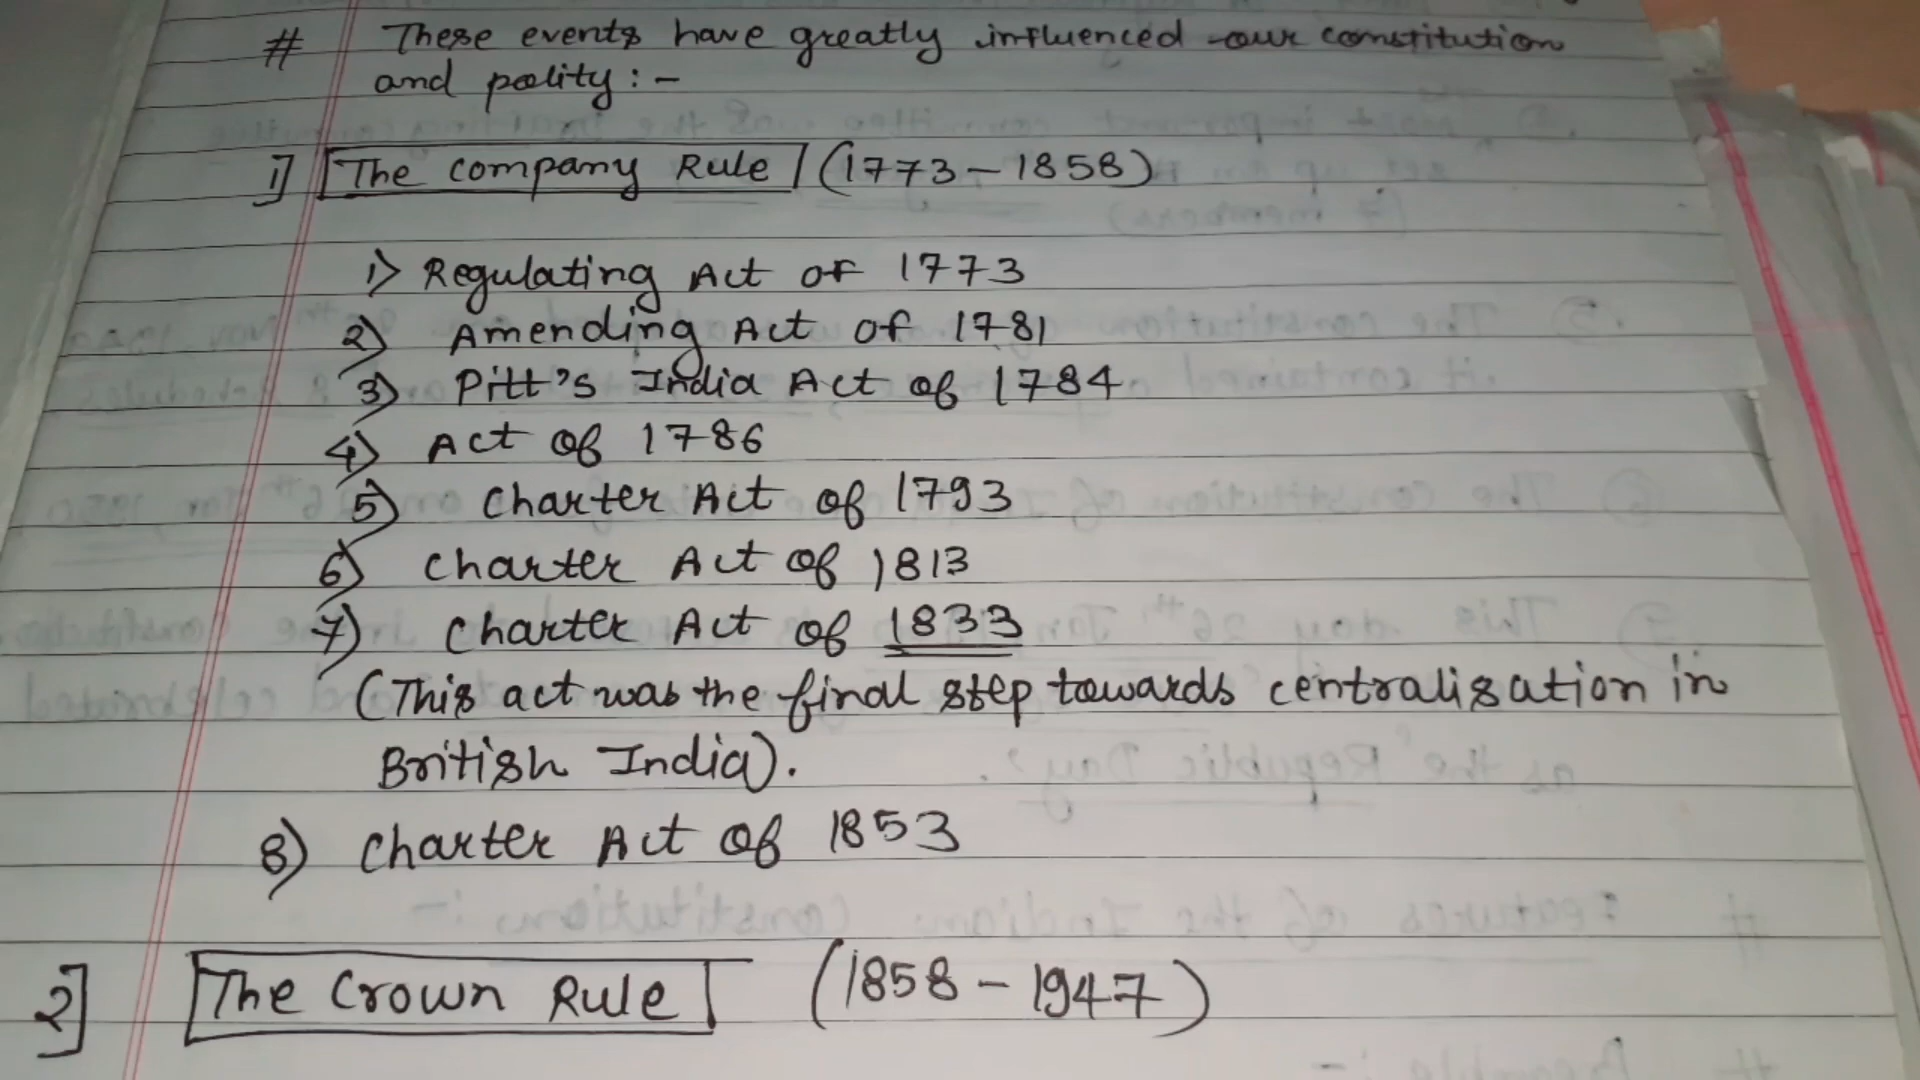 # These events have greatly influenced our constitution
and polity:-
1] The Company Rule (1773-1858)
1) Regulating Act of 1773
2) Amending Act of 1781
3) Pitt's India Act of 1784
4) Act of 1786
5) Charter Act of 1793
6) Charter Act of 1813
7) Charter Act of 1833
(This act was the final step towards centralisation in
British India).
8) Charter Act of 1853
2] The Crown Rule (1858-1947)